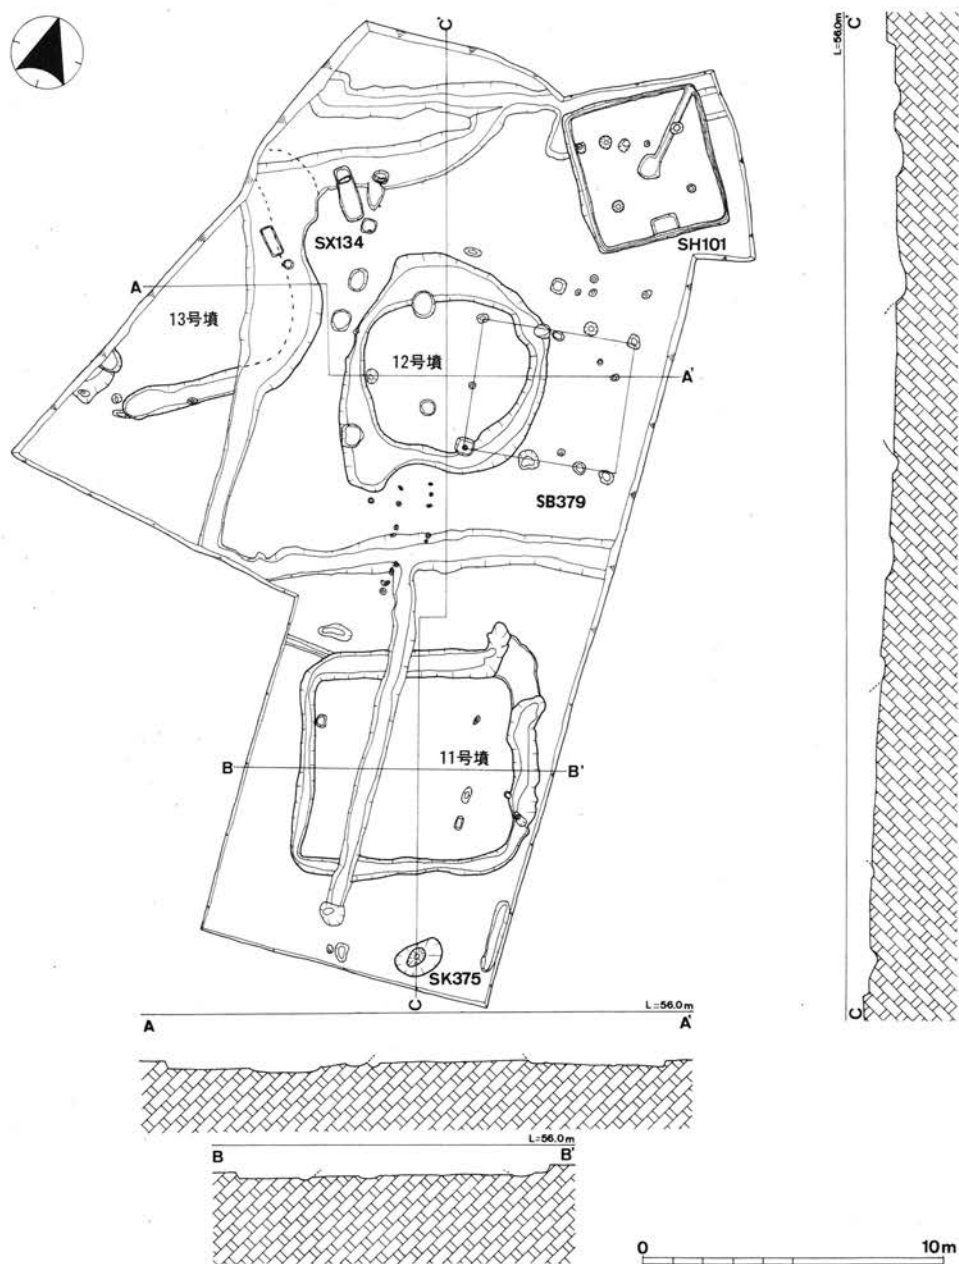 C'
SX134
SH101
A
13号墳
12号墳
A'
SB379
B
11号墳
B'
SK375
C
L=56.0m
A
A'
L=56.0m
B
B'
C'
L=56.0m
C
0
10m